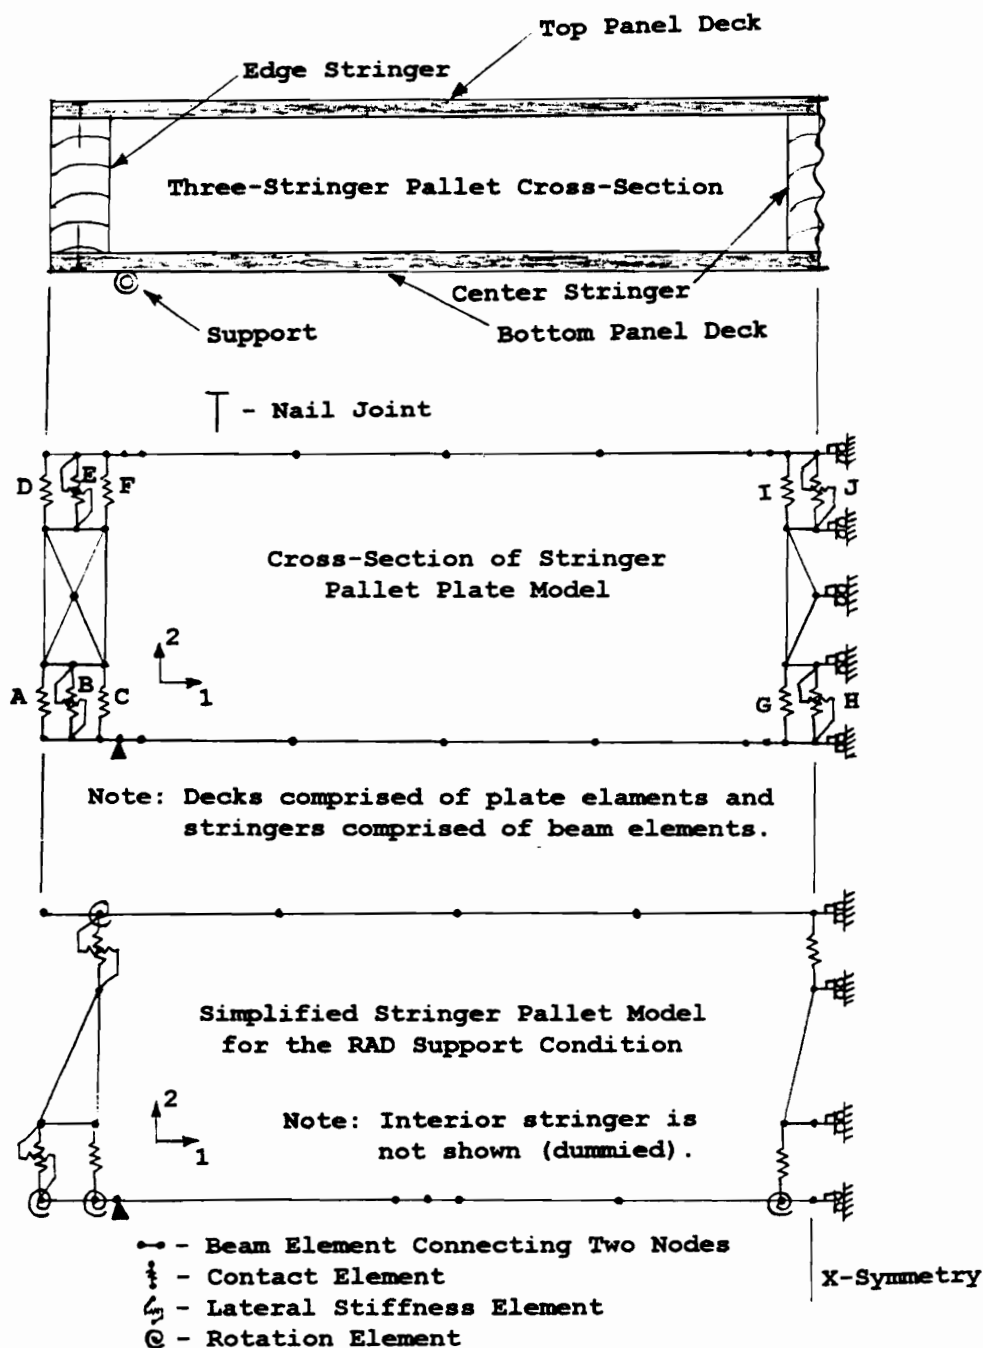 Top Panel Deck
Edge Stringer
Three-Stringer Pallet Cross-Section
Center Stringer
Support
Bottom Panel Deck
- Nail Joint
D
E
F
I
J
Cross-Section of Stringer
Pallet Plate Model
2
1
A
B
C
G
H
Note: Decks comprised of plate elaments and
stringers comprised of beam elements.
Simplified Stringer Pallet Model
for the RAD Support Condition
2
1
Note: Interior stringer is
not shown (dummied).
- Beam Element Connecting Two Nodes
- Contact Element
X-Symmetry
- Lateral Stiffness Element
- Rotation Element